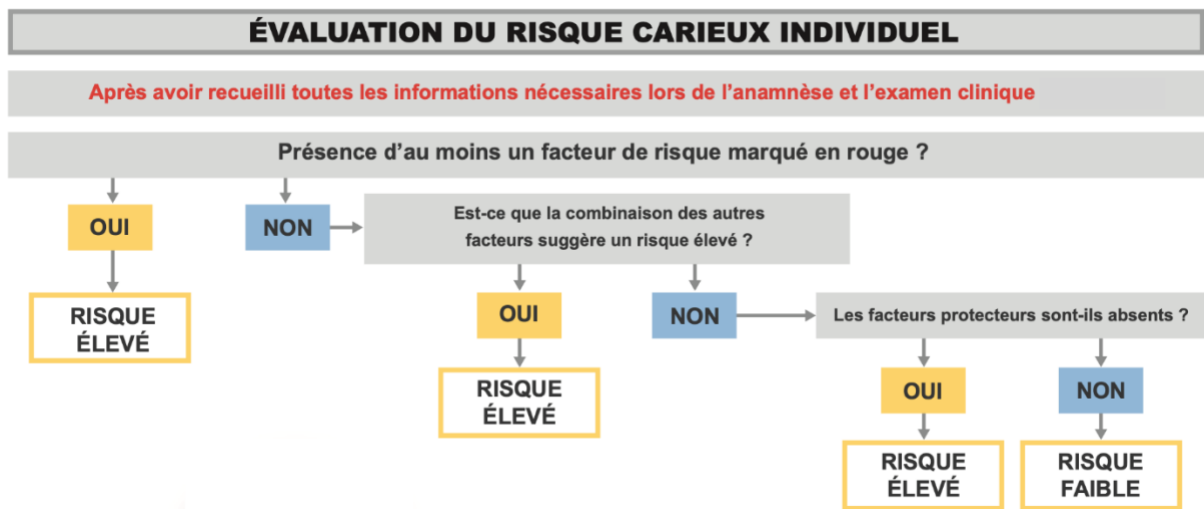 ÉVALUATION DU RISQUE CARIEUX INDIVIDUEL
Après avoir recueilli toutes les informations nécessaires lors de l'anamnèse et l'examen clinique
Présence d'au moins un facteur de risque marqué en rouge ?
OUI
NON
Est-ce que la combinaison des autres
facteurs suggère un risque élevé ?
RISQUE
ÉLEVÉ
OUI
NON
Les facteurs protecteurs sont-ils absents ?
RISQUE
ÉLEVÉ
OUI
NON
RISQUE
ÉLEVÉ
RISQUE
FAIBLE